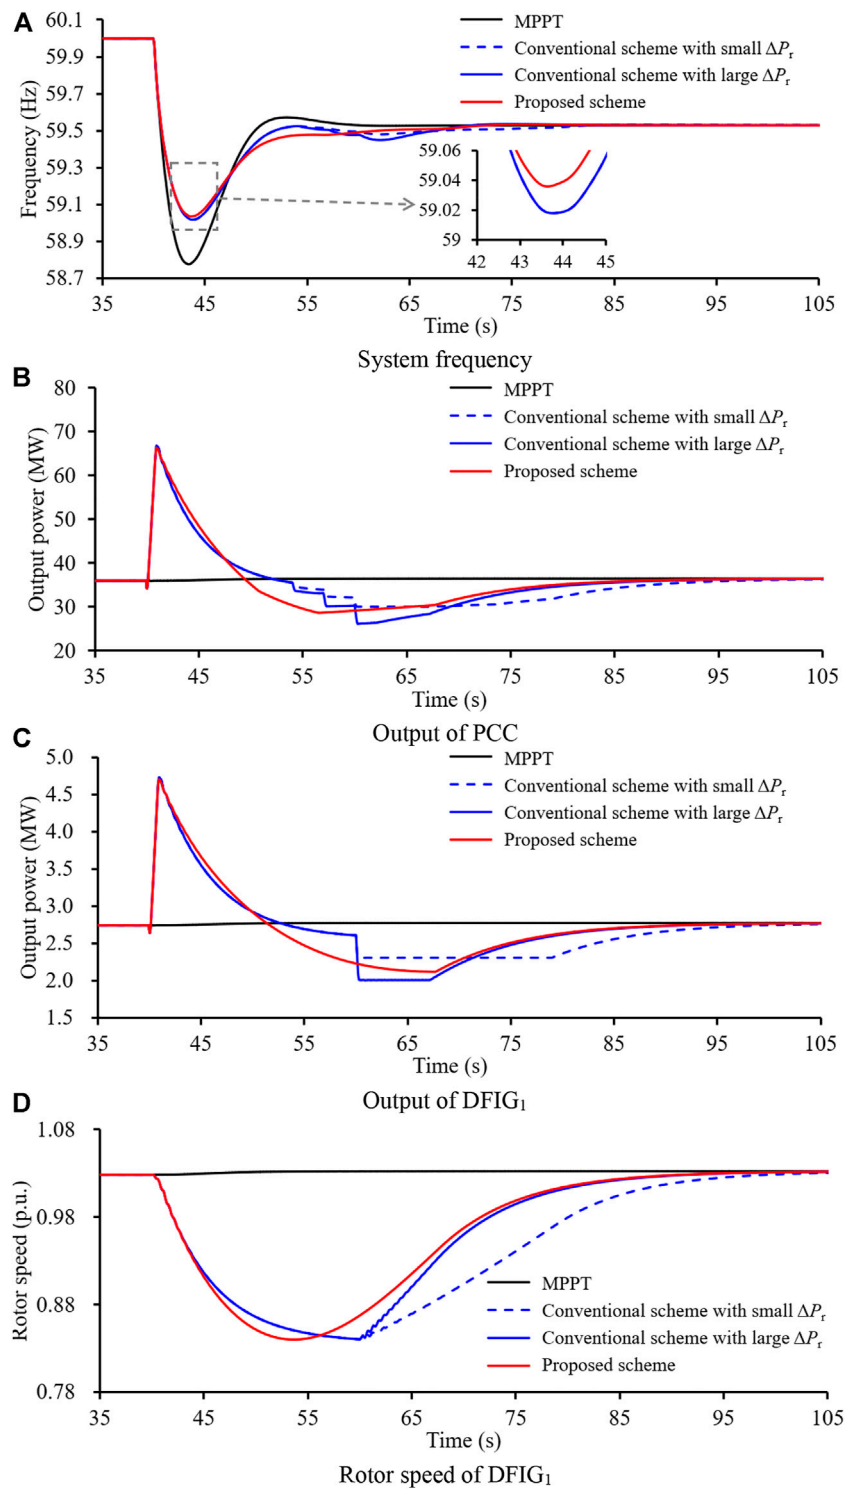 A
60.1
59.9
59.7
59.5
59.3
59.1
58.9
58.7
Frequency (Hz)
MPPT
Conventional scheme with small ΔPr
Conventional scheme with large ΔPr
Proposed scheme
59.06
59.04
59.02
59
42 43 44 45
35 45 55 65 75 85 95 105
Time (s)
System frequency
B
80
70
60
50
40
30
20
Output power (MW)
MPPT
Conventional scheme with small ΔPr
Conventional scheme with large ΔPr
Proposed scheme
35 45 55 65 75 85 95 105
Time (s)
Output of PCC
C
5.0
4.5
4.0
3.5
3.0
2.5
2.0
1.5
Output power (MW)
MPPT
Conventional scheme with small ΔPr
Conventional scheme with large ΔPr
Proposed scheme
35 45 55 65 75 85 95 105
Time (s)
Output of DFIG1
D
1.08
0.98
0.88
0.78
Rotor speed (p.u.)
MPPT
Conventional scheme with small ΔPr
Conventional scheme with large ΔPr
Proposed scheme
35 45 55 65 75 85 95 105
Time (s)
Rotor speed of DFIG1